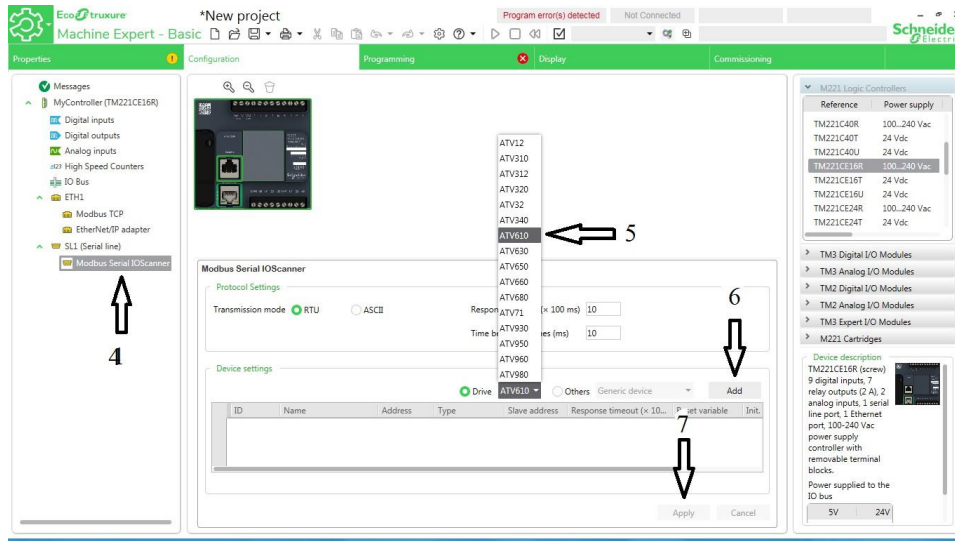 EcoStruxure
Machine Expert - Basic
*New project
Program error(s) detected
Not Connected
Schneide
Electri
Properties
Configuration
Programming
Display
Commissioning
Messages
MyController (TM221CE16R)
Digital inputs
Digital outputs
Analog inputs
High Speed Counters
IO Bus
ETH1
Modbus TCP
EtherNet/IP adapter
SL1 (Serial line)
Modbus Serial IOScanner
4
ATV12
ATV310
ATV312
ATV320
ATV32
ATV340
ATV610
ATV630
ATV650
ATV660
ATV680
ATV71
ATV930
ATV950
ATV960
ATV980
5
Modbus Serial IOScanner
Protocol Settings
Transmission mode RTU ASCII
Respon (x 100 ms) 10
Time be es (ms) 10
6
Device settings
Drive ATV610 Others Generic device Add
ID Name Address Type Slave address Response timeout (x 10... Reset variable Init.
7
Apply Cancel
M221 Logic Controllers
Reference Power supply
TM221C40R 100...240 Vac
TM221C40T 24 Vdc
TM221C40U 24 Vdc
TM221CE16R 100...240 Vac
TM221CE16T 24 Vdc
TM221CE16U 24 Vdc
TM221CE24R 100...240 Vac
TM221CE24T 24 Vdc
TM3 Digital I/O Modules
TM3 Analog I/O Modules
TM2 Digital I/O Modules
TM2 Analog I/O Modules
TM3 Expert I/O Modules
M221 Cartridges
Device description
TM221CE16R (screw)
9 digital inputs, 7
relay outputs (2 A), 2
analog inputs, 1 serial
line port, 1 Ethernet
port, 100-240 Vac
power supply
controller with
removable terminal
blocks.
Power supplied to the
IO bus
5V 24V